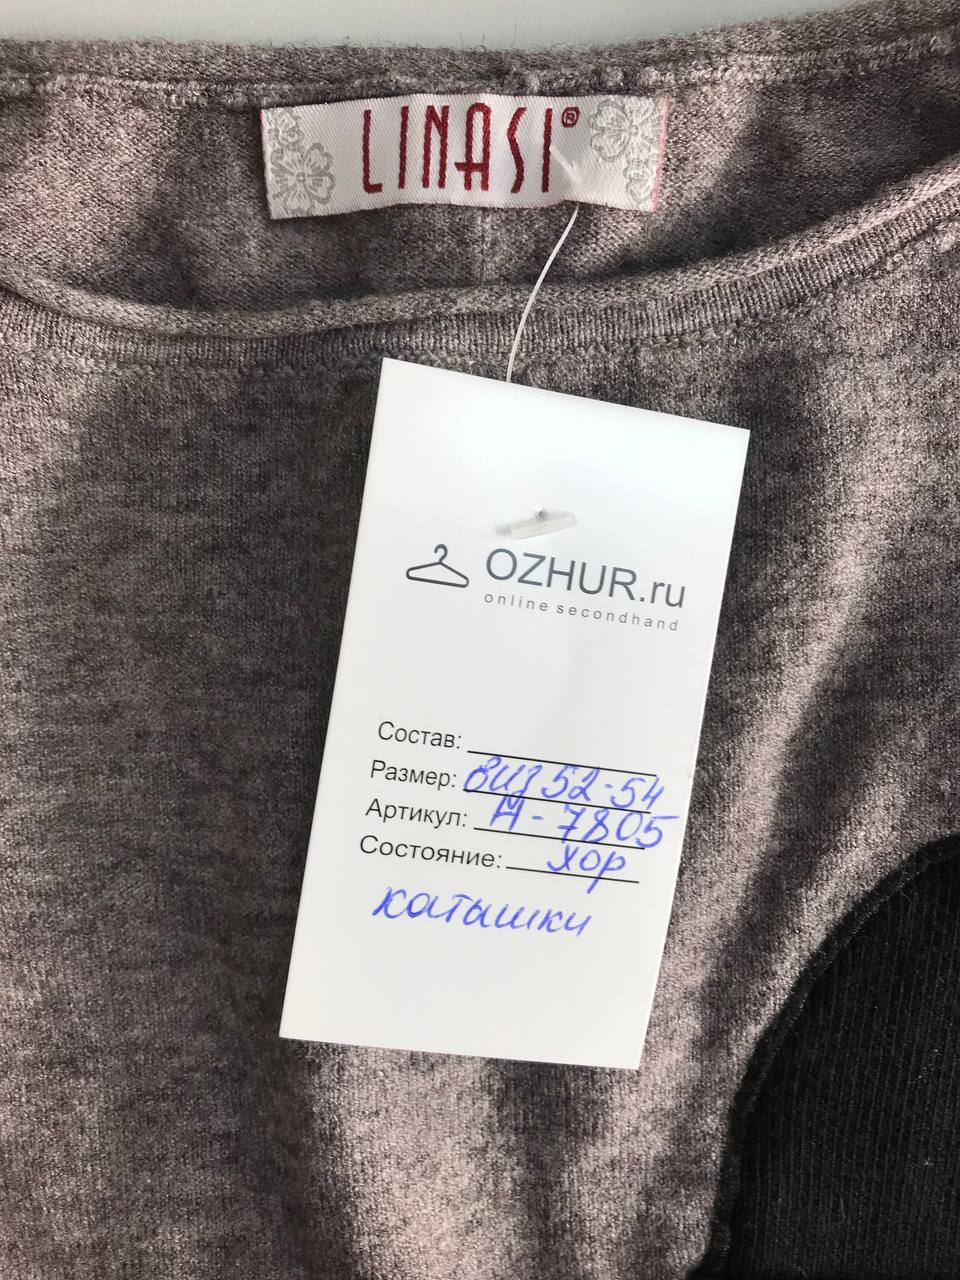 LINASI®
OZHUR.ru
online secondhand
Состав:
Размер: виз 52-54
Артикул: М-7805
Состояние: хор
катышки